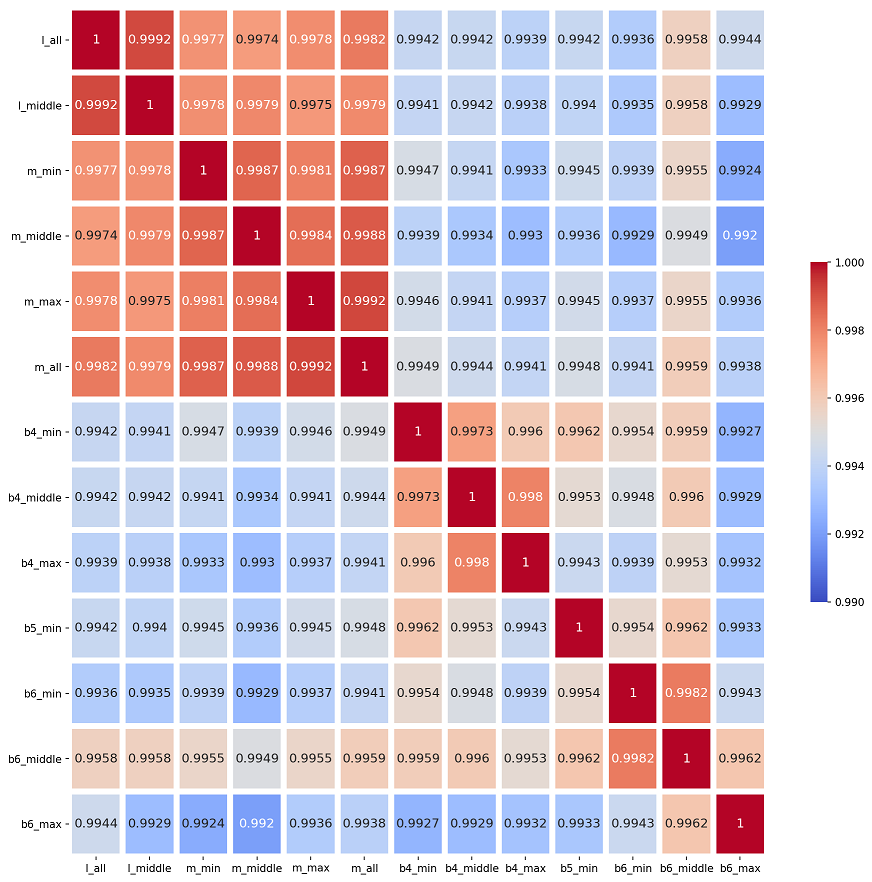 l_all 1 0.9992 0.9977 0.9974 0.9978 0.9982 0.9942 0.9942 0.9939 0.9942 0.9936 0.9958 0.9944
l_middle 0.9992 1 0.9978 0.9979 0.9975 0.9979 0.9941 0.9942 0.9938 0.994 0.9935 0.9958 0.9929
m_min 0.9977 0.9978 1 0.9987 0.9981 0.9987 0.9947 0.9941 0.9933 0.9945 0.9939 0.9955 0.9924
m_middle 0.9974 0.9979 0.9987 1 0.9984 0.9988 0.9939 0.9934 0.993 0.9936 0.9929 0.9949 0.992
1.000
m_max 0.9978 0.9975 0.9981 0.9984 1 0.9992 0.9946 0.9941 0.9937 0.9945 0.9937 0.9955 0.9936
0.998
m_all 0.9982 0.9979 0.9987 0.9988 0.9992 1 0.9949 0.9944 0.9941 0.9948 0.9941 0.9959 0.9938
0.996
b4_min 0.9942 0.9941 0.9947 0.9939 0.9946 0.9949 1 0.9973 0.996 0.9962 0.9954 0.9959 0.9927
0.994
b4_middle 0.9942 0.9942 0.9941 0.9934 0.9941 0.9944 0.9973 1 0.998 0.9953 0.9948 0.996 0.9929
0.992
b4_max 0.9939 0.9938 0.9933 0.993 0.9937 0.9941 0.996 0.998 1 0.9943 0.9939 0.9953 0.9932
0.990
b5_min 0.9942 0.994 0.9945 0.9936 0.9945 0.9948 0.9962 0.9953 0.9943 1 0.9954 0.9962 0.9933
b6_min 0.9936 0.9935 0.9939 0.9929 0.9937 0.9941 0.9954 0.9948 0.9939 0.9954 1 0.9982 0.9943
b6_middle 0.9958 0.9958 0.9955 0.9949 0.9955 0.9959 0.9959 0.996 0.9953 0.9962 0.9982 1 0.9962
b6_max 0.9944 0.9929 0.9924 0.992 0.9936 0.9938 0.9927 0.9929 0.9932 0.9933 0.9943 0.9962 1
l_all l_middle m_min m_middle m_max m_all b4_min b4_middle b4_max b5_min b6_min b6_middle b6_max